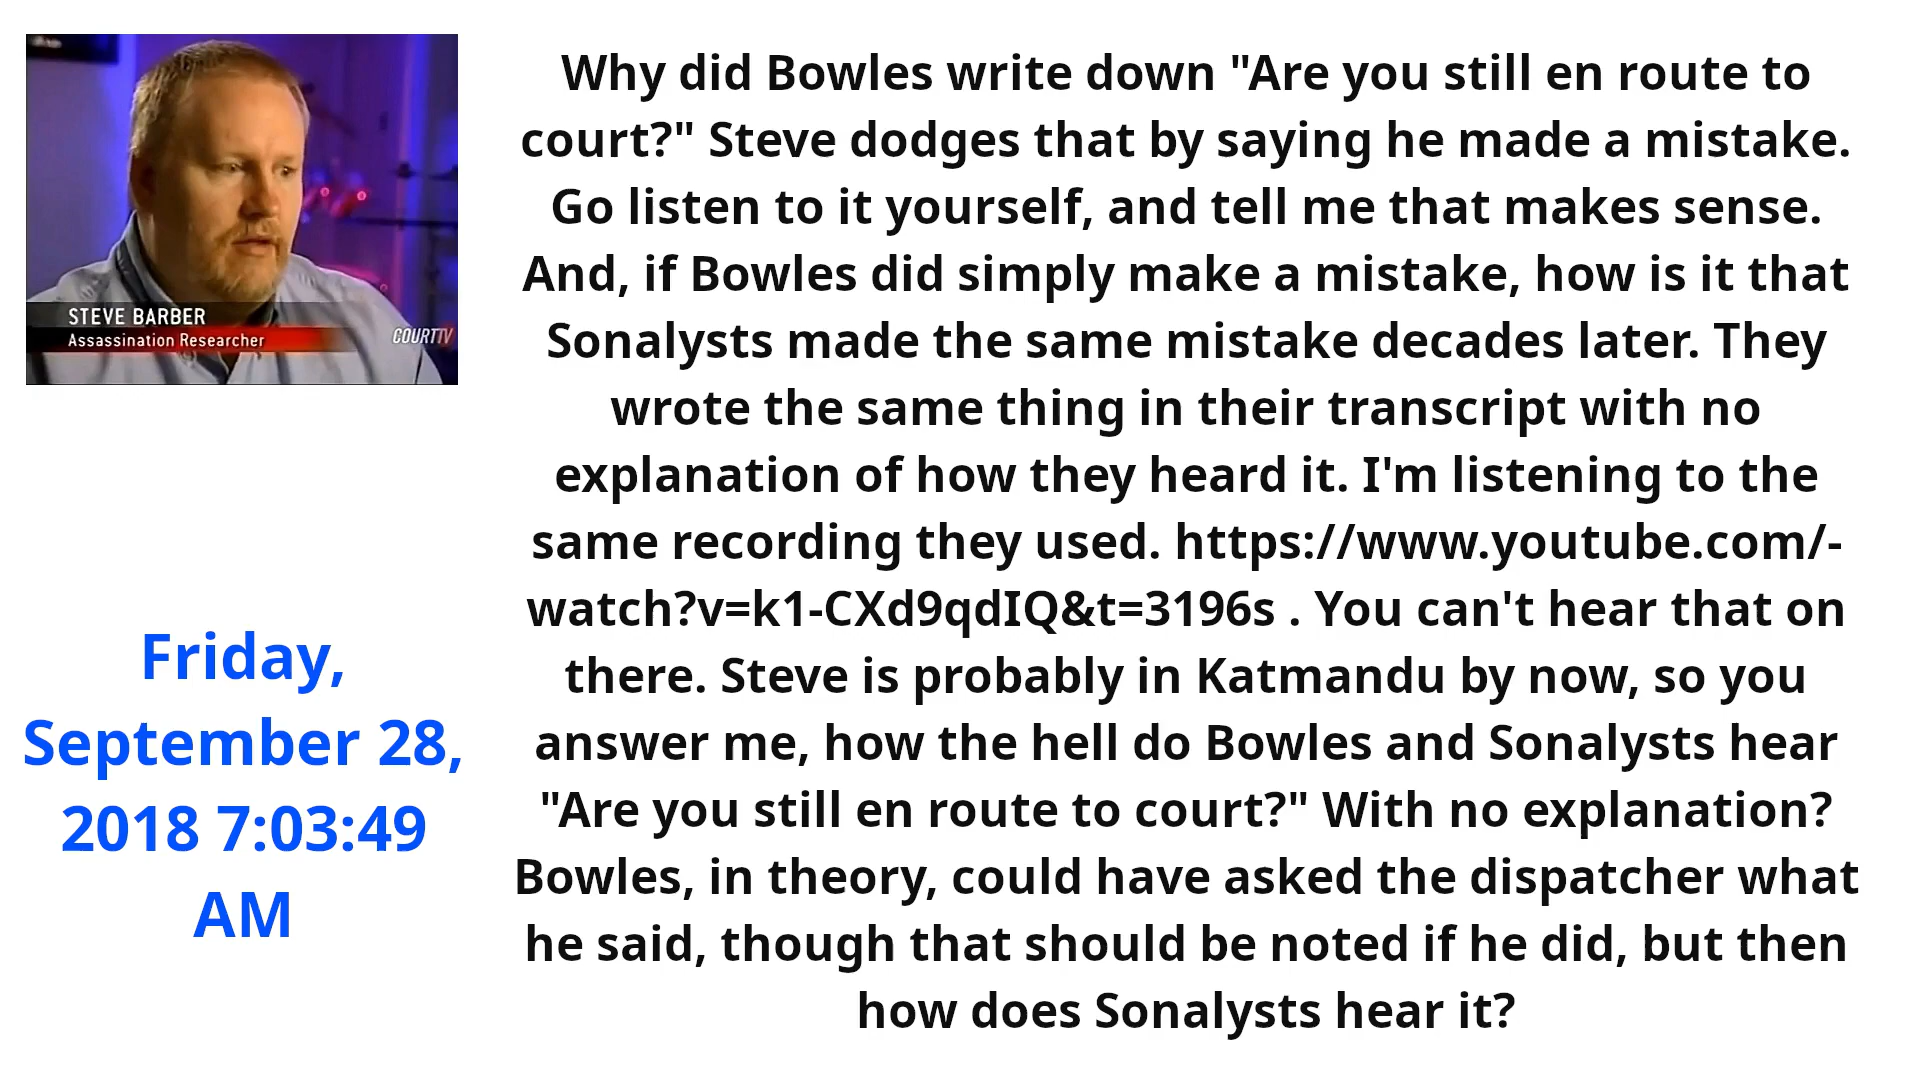 STEVE BARBER
Assassination Researcher
COURTTV
Friday,
September 28,
2018 7:03:49
AM
Why did Bowles write down "Are you still en route to
court?" Steve dodges that by saying he made a mistake.
Go listen to it yourself, and tell me that makes sense.
And, if Bowles did simply make a mistake, how is it that
Sonalysts made the same mistake decades later. They
wrote the same thing in their transcript with no
explanation of how they heard it. I'm listening to the
same recording they used. https://www.youtube.com/-
watch?v=k1-CXd9qdIQ&t=3196s . You can't hear that on
there. Steve is probably in Katmandu by now, so you
answer me, how the hell do Bowles and Sonalysts hear
"Are you still en route to court?" With no explanation?
Bowles, in theory, could have asked the dispatcher what
he said, though that should be noted if he did, but then
how does Sonalysts hear it?